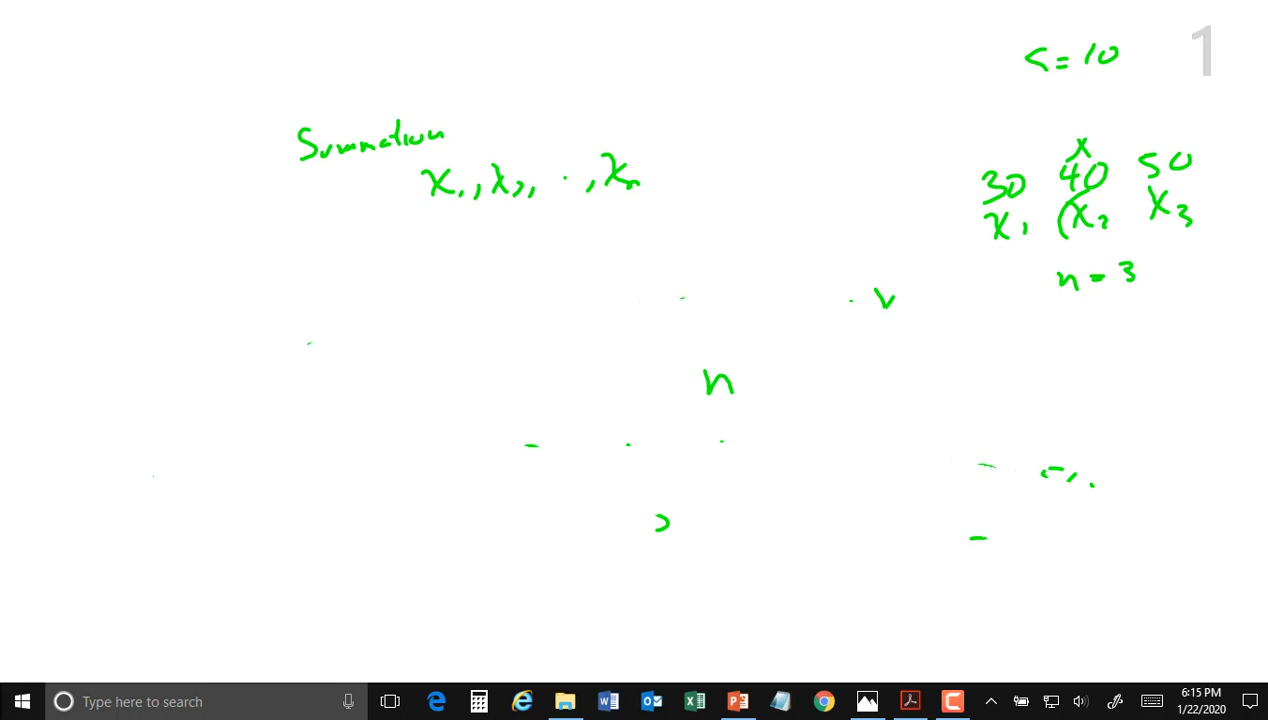 1
s = 10
Summation
x₁, x₂, ..., xₙ
x
30 40 50
x₁ (x₂ x₃
n = 3
n
Type here to search
6:15 PM
1/22/2020